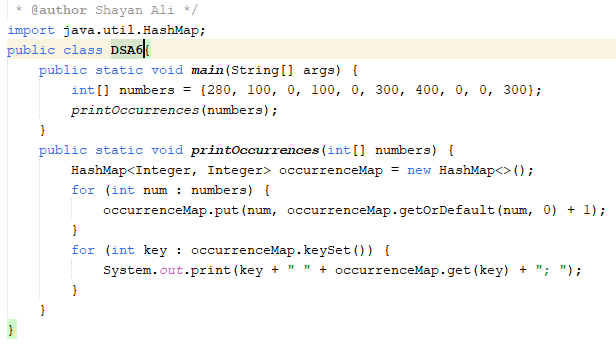 * @author Shayan Ali */
import java.util.HashMap;
public class DSA6{
    public static void main(String[] args) {
        int[] numbers = {280, 100, 0, 100, 0, 300, 400, 0, 0, 300};
        printOccurrences(numbers);
    }
    public static void printOccurrences(int[] numbers) {
        HashMap<Integer, Integer> occurrenceMap = new HashMap<>();
        for (int num : numbers) {
            occurrenceMap.put(num, occurrenceMap.getOrDefault(num, 0) + 1);
        }
        for (int key : occurrenceMap.keySet()) {
            System.out.print(key + " " + occurrenceMap.get(key) + "; ");
        }
    }
}